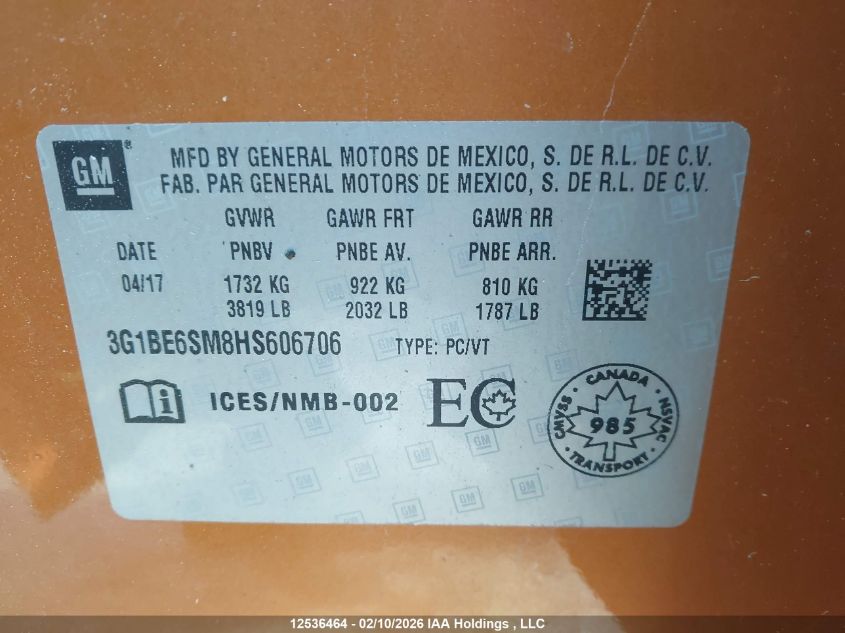 GM
MFD BY GENERAL MOTORS DE MEXICO, S. DE R.L. DE C.V.
FAB. PAR GENERAL MOTORS DE MEXICO, S. DE R.L. DE C.V.
GVWR GAWR FRT GAWR RR
DATE PNBV PNBE AV. PNBE ARR.
04/17 1732 KG 922 KG 810 KG
3819 LB 2032 LB 1787 LB
3G1BE6SM8HS606706 TYPE: PC/VT
i ICES/NMB-002 EC
CMVSS · CANADA · NSVAC · TRANSPORT ·
985
12536464 - 02/10/2026 IAA Holdings , LLC